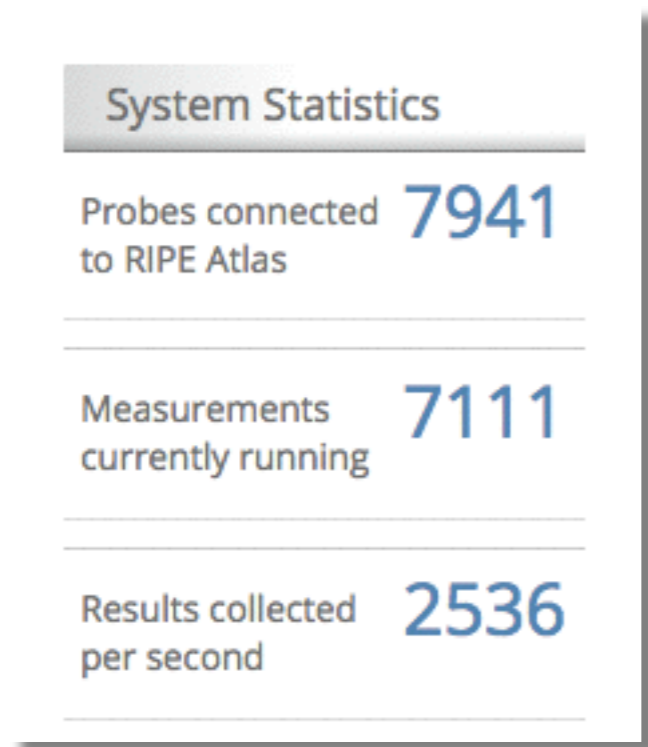 System Statistics
Probes connected 7941
to RIPE Atlas
Measurements 7111
currently running
Results collected 2536
per second